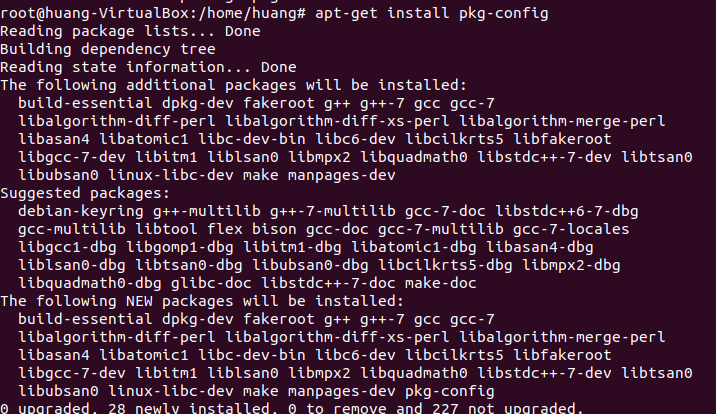 root@huang-VirtualBox:/home/huang# apt-get install pkg-config
Reading package lists... Done
Building dependency tree
Reading state information... Done
The following additional packages will be installed:
  build-essential dpkg-dev fakeroot g++ g++-7 gcc gcc-7
  libalgorithm-diff-perl libalgorithm-diff-xs-perl libalgorithm-merge-perl
  libasan4 libatomic1 libc-dev-bin libc6-dev libcilkrts5 libfakeroot
  libgcc-7-dev libitm1 liblsan0 libmpx2 libquadmath0 libstdc++-7-dev libtsan0
  libubsan0 linux-libc-dev make manpages-dev
Suggested packages:
  debian-keyring g++-multilib g++-7-multilib gcc-7-doc libstdc++6-7-dbg
  gcc-multilib libtool flex bison gcc-doc gcc-7-multilib gcc-7-locales
  libgcc1-dbg libgomp1-dbg libitm1-dbg libatomic1-dbg libasan4-dbg
  liblsan0-dbg libtsan0-dbg libubsan0-dbg libcilkrts5-dbg libmpx2-dbg
  libquadmath0-dbg glibc-doc libstdc++-7-doc make-doc
The following NEW packages will be installed:
  build-essential dpkg-dev fakeroot g++ g++-7 gcc gcc-7
  libalgorithm-diff-perl libalgorithm-diff-xs-perl libalgorithm-merge-perl
  libasan4 libatomic1 libc-dev-bin libc6-dev libcilkrts5 libfakeroot
  libgcc-7-dev libitm1 liblsan0 libmpx2 libquadmath0 libstdc++-7-dev libtsan0
  libubsan0 linux-libc-dev make manpages-dev pkg-config
0 upgraded, 28 newly installed, 0 to remove and 227 not upgraded.